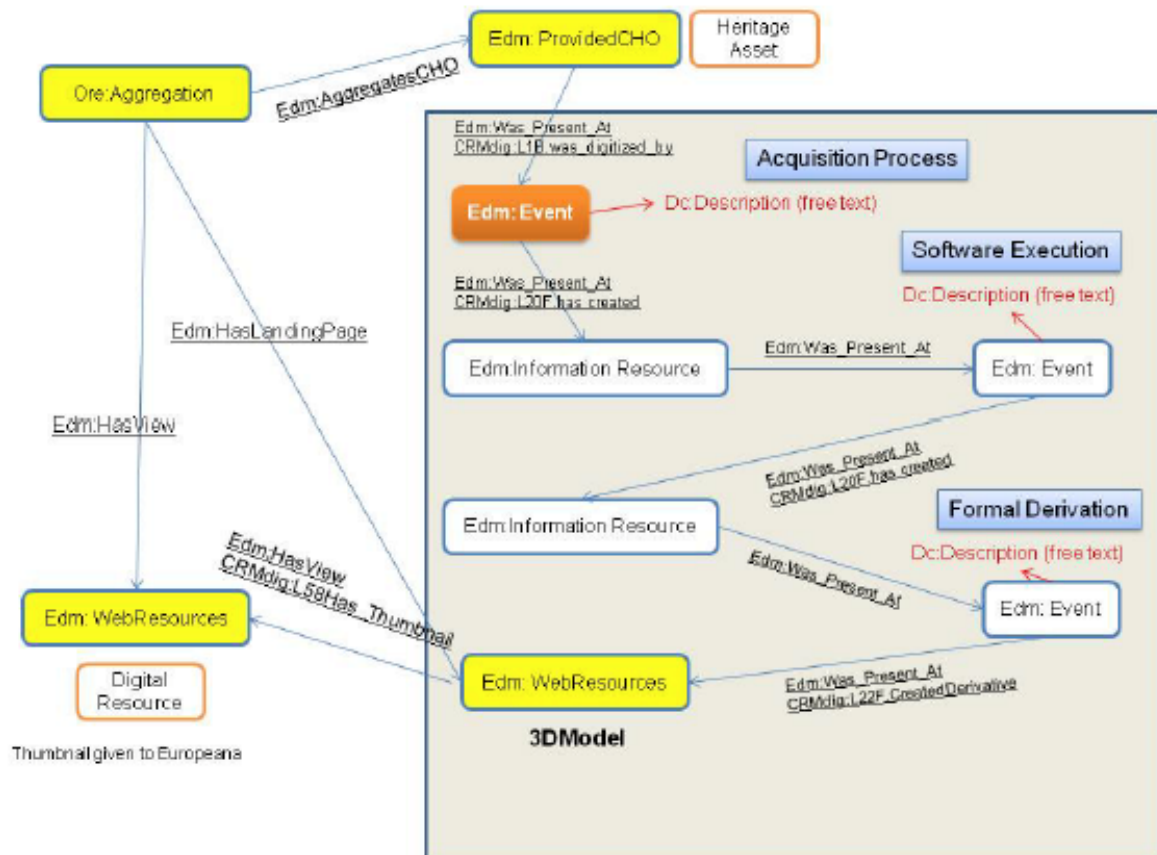 Edm: ProvidedCHO
Heritage
Asset
Ore:Aggregation
Edm:AggregatesCHO
Edm:Was_Present_At
CRMdig:L1B.was_digitized_by
Acquisition Process
Edm: Event
Dc:Description (free text)
Software Execution
Edm:Was_Present_At
CRMdig:L20F.has_created
Dc:Description (free text)
Edm:HasLandingPage
Edm:Information Resource
Edm:Was_Present_At
Edm: Event
Edm:HasView
Edm:Was_Present_At
CRMdig:L20F.has_created
Formal Derivation
Edm:Information Resource
Dc:Description (free text)
Edm:HasView
CRMdig:L58Has_Thumbnail
Edm:Was_Present_At
Edm: WebResources
Edm: Event
Edm: WebResources
Edm:Was_Present_At
CRMdig:L22F.CreatedDerivative
Digital
Resource
3DModel
Thumbnail given to Europeana